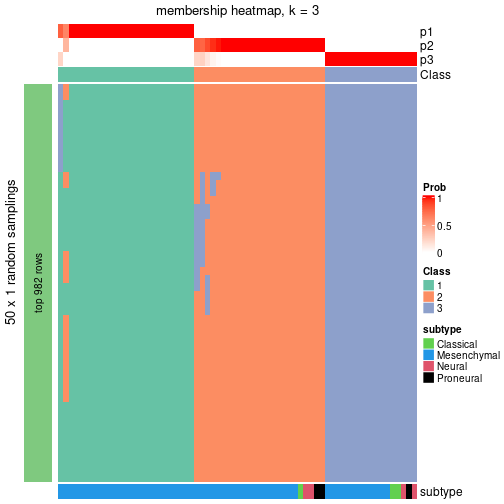 membership heatmap, k = 3
p1
p2
p3
Class
50 x 1 random samplings
top 982 rows
Prob
1
0.5
0
Class
1
2
3
subtype
Classical
Mesenchymal
Neural
Proneural
subtype